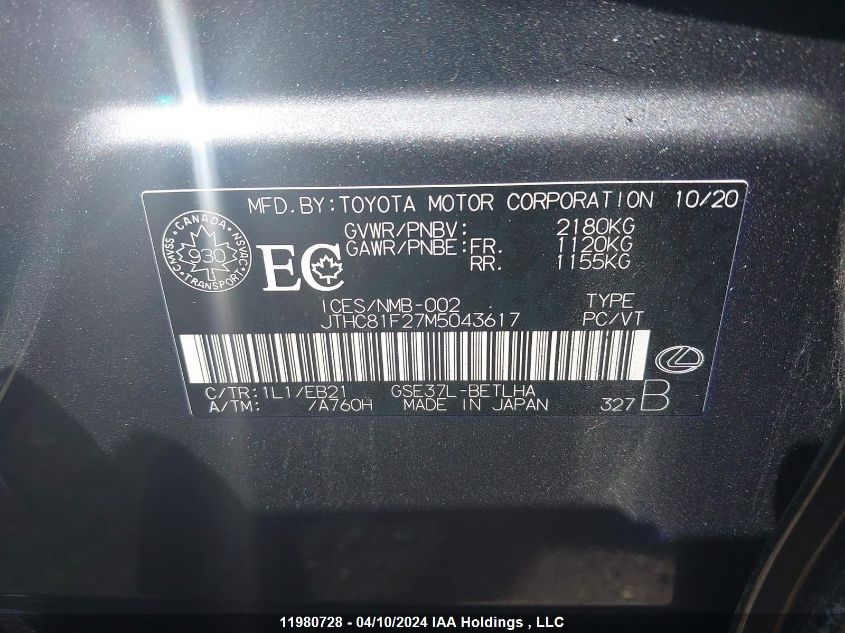 MFD.BY:TOYOTA MOTOR CORPORATION 10/20
CANADA
CMVSS NSVAC
930
TRANSPORT
EC
GVWR/PNBV: 2180KG
GAWR/PNBE:FR. 1120KG
RR. 1155KG
ICES/NMB-002 TYPE
JTHC81F27M5043617 PC/VT
C/TR:1L1/EB21 GSE37L-BETLHA
A/TM: /A760H MADE IN JAPAN 327 B
11980728 - 04/10/2024 IAA Holdings , LLC